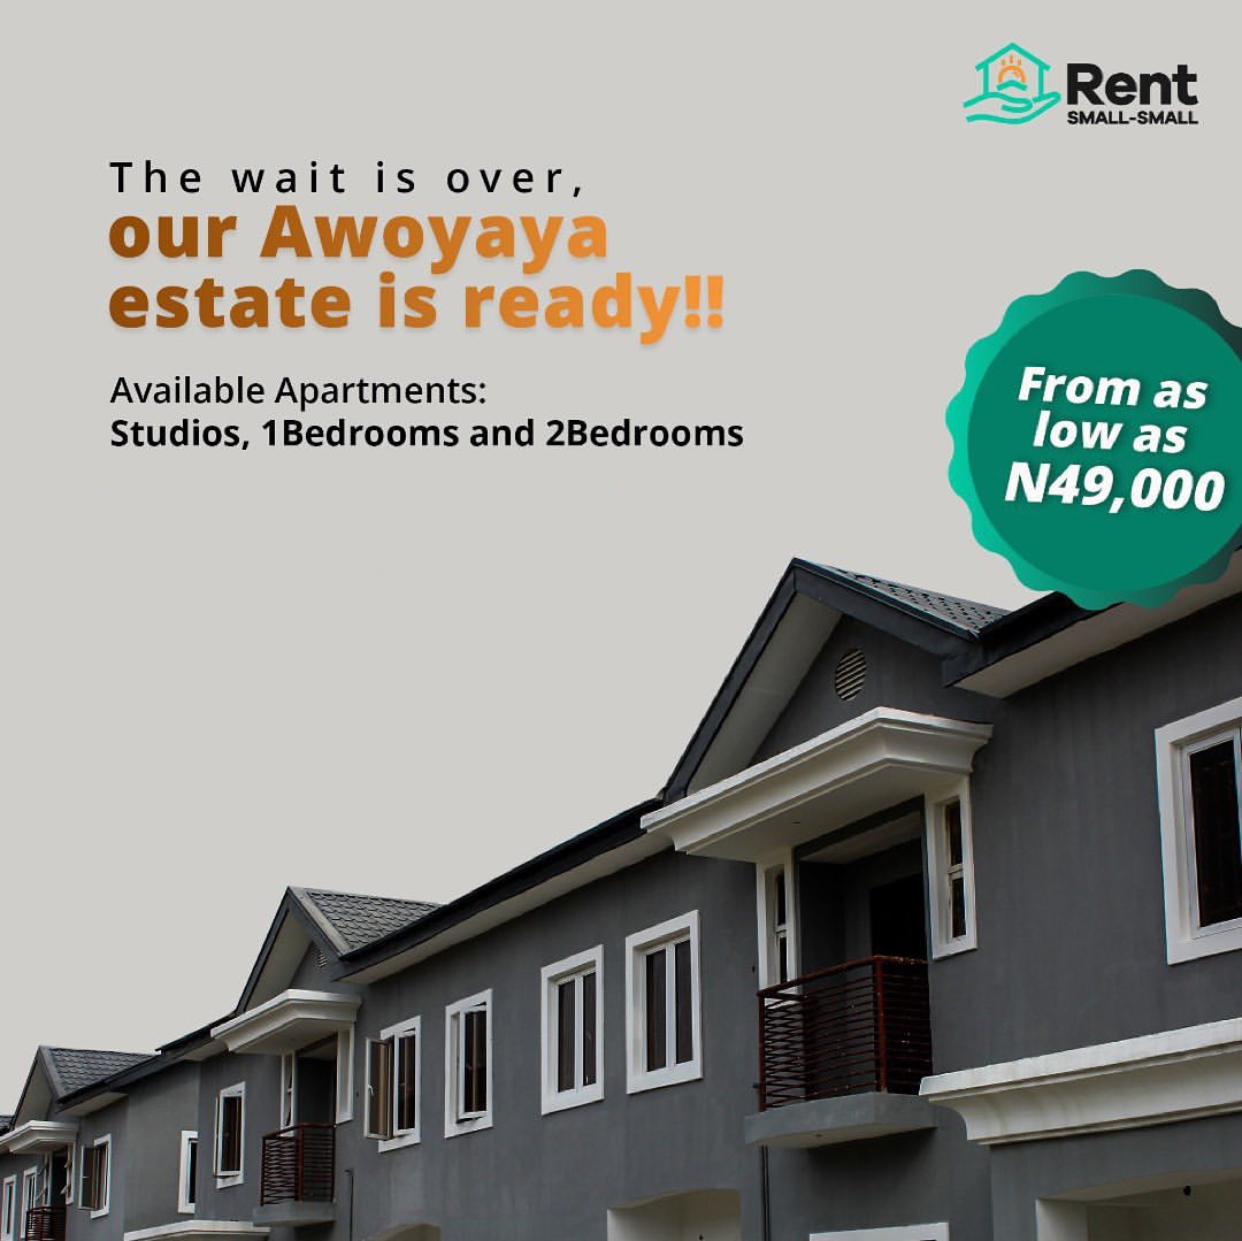 Rent
SMALL-SMALL
The wait is over,
our Awoyaya
estate is ready!!
Available Apartments:
Studios, 1Bedrooms and 2Bedrooms
From as
low as
N49,000